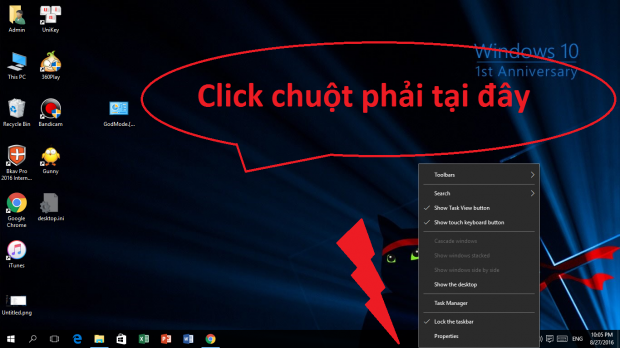 Admin
UniKey
This PC
360Play
Recycle Bin
Bandicam
GodMode.{...
Bkav Pro
2016 Intern...
Gunny
Google
Chrome
desktop.ini
iTunes
Untitled.png
Windows 10
1st Anniversary
Click chuột phải tại đây
Toolbars
Search
Show Task View button
Show touch keyboard button
Cascade windows
Show windows stacked
Show windows side by side
Show the desktop
Task Manager
Lock the taskbar
Properties
ENG
10:05 PM
8/27/2016